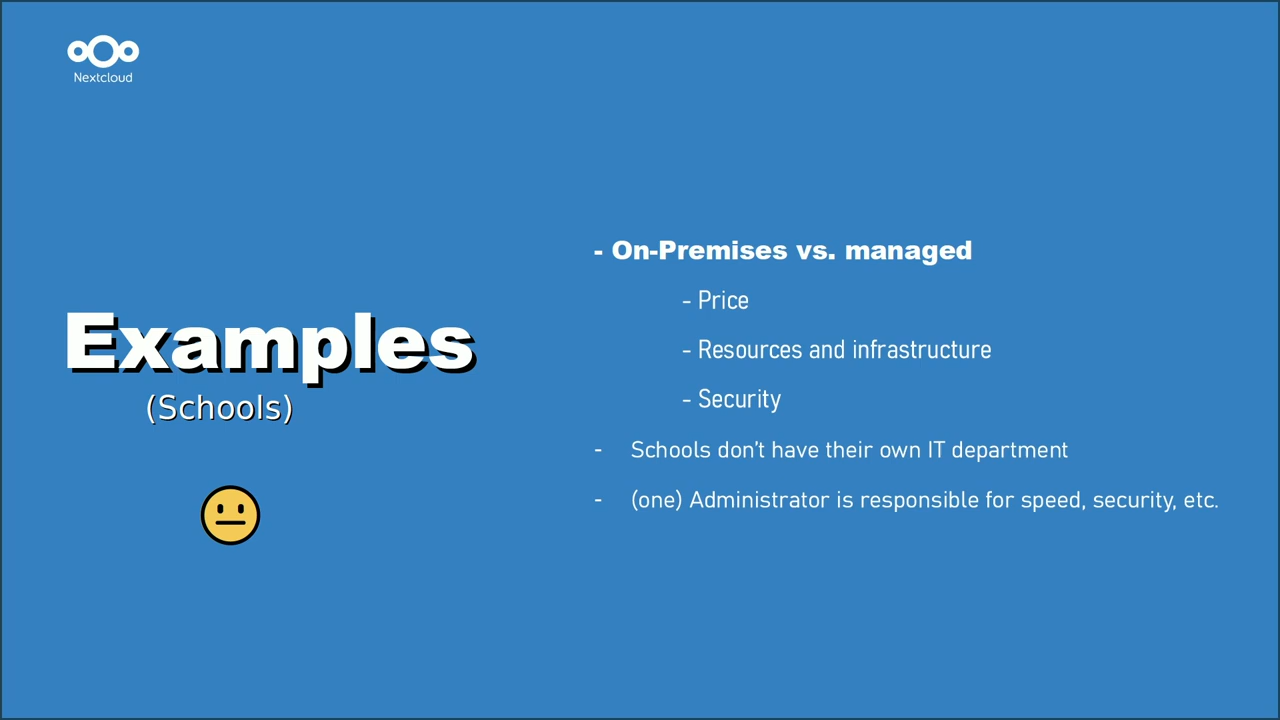 Nextcloud
Examples
(Schools)
- On-Premises vs. managed
- Price
- Resources and infrastructure
- Security
- Schools don't have their own IT department
- (one) Administrator is responsible for speed, security, etc.